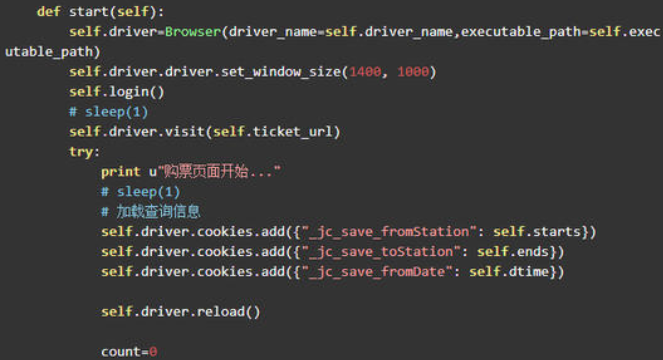 def start(self):
self.driver=Browser(driver_name=self.driver_name,executable_path=self.exec
utable_path)
self.driver.driver.set_window_size(1400, 1000)
self.login()
# sleep(1)
self.driver.visit(self.ticket_url)
try:
print u"购票页面开始..."
# sleep(1)
# 加载查询信息
self.driver.cookies.add({"_jc_save_fromStation": self.starts})
self.driver.cookies.add({"_jc_save_toStation": self.ends})
self.driver.cookies.add({"_jc_save_fromDate": self.dtime})
self.driver.reload()
count=0